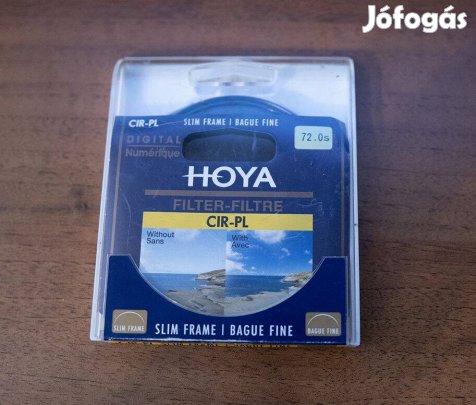 Jófogás
CIR-PL
SLIM FRAME | BAGUE FINE
72.0s
DIGITAL
Numérique
HOYA
FILTER-FILTRE
CIR-PL
Without
Sans
With
Avec
SLIM FRAME
SLIM FRAME | BAGUE FINE
BAGUE FINE